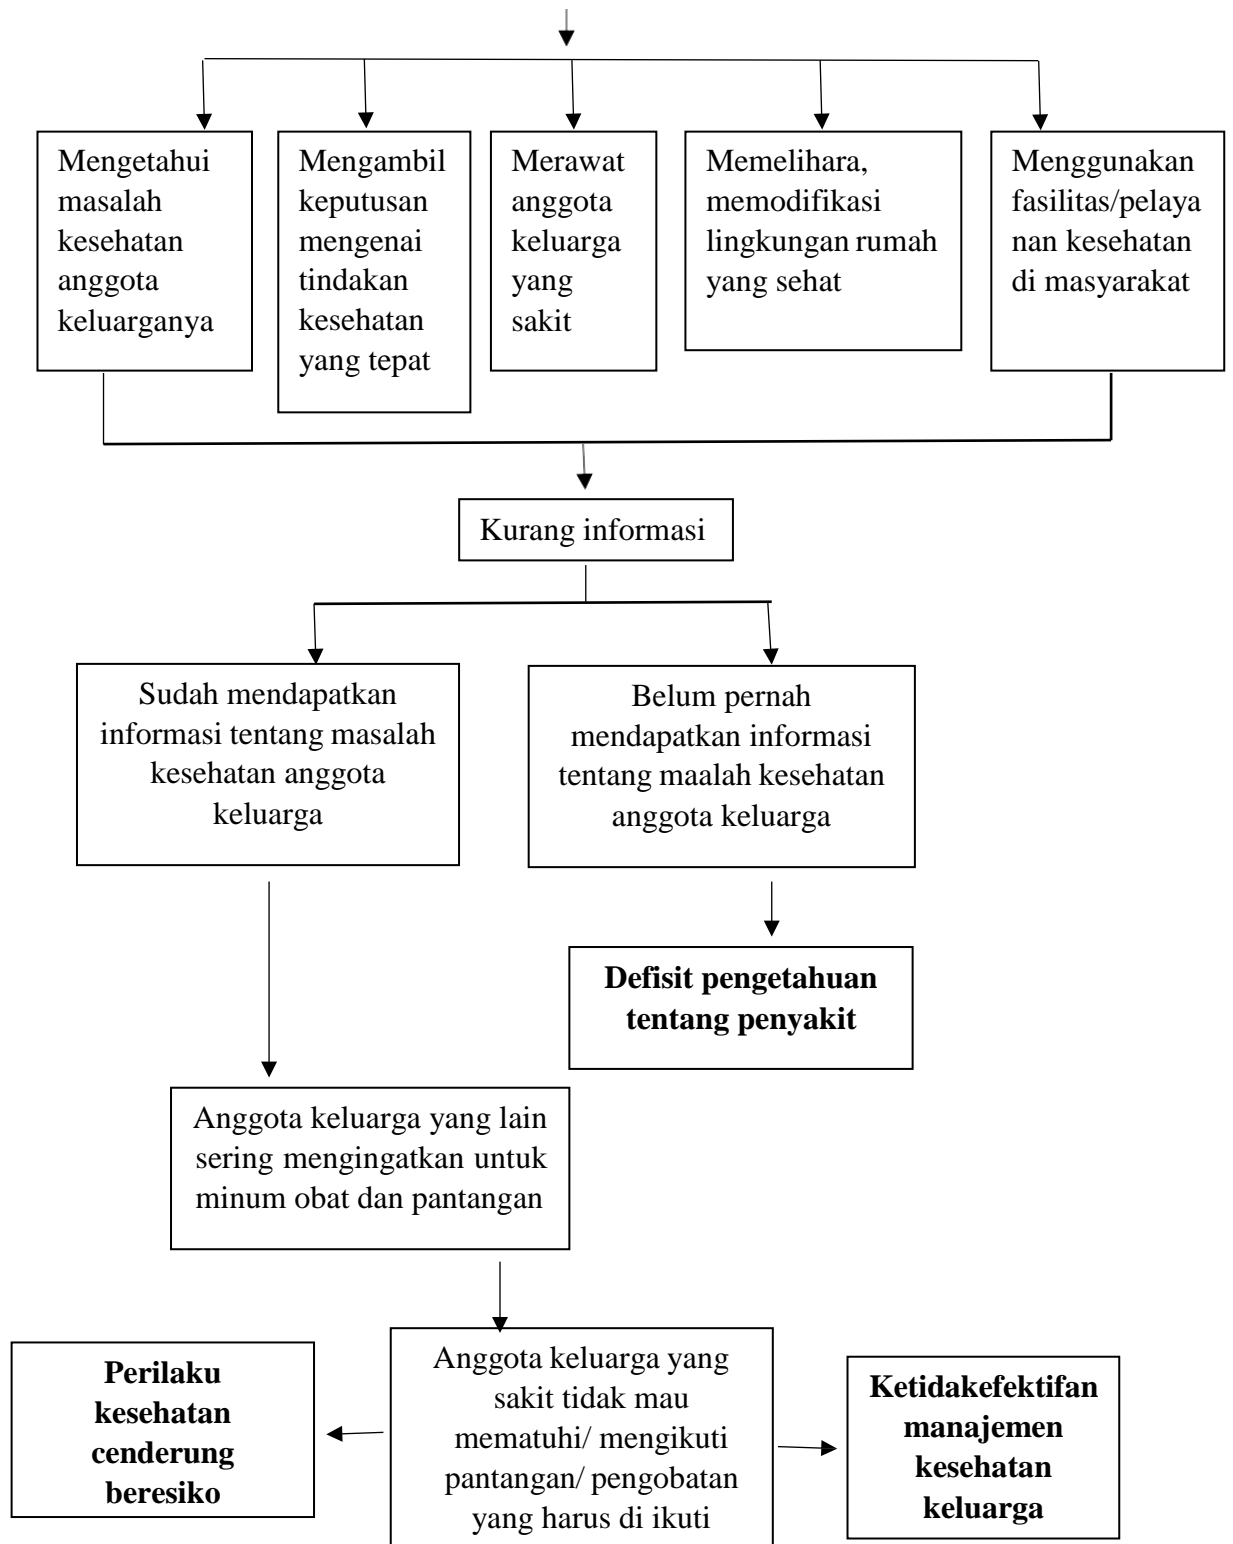 Mengetahui
masalah
kesehatan
anggota
keluarganya
Mengambil
keputusan
mengenai
tindakan
kesehatan
yang tepat
Merawat
anggota
keluarga
yang
sakit
Memelihara,
memodifikasi
lingkungan rumah
yang sehat
Menggunakan
fasilitas/pelaya
nan kesehatan
di masyarakat
Kurang informasi
Sudah mendapatkan
informasi tentang masalah
kesehatan anggota
keluarga
Belum pernah
mendapatkan informasi
tentang maalah kesehatan
anggota keluarga
Defisit pengetahuan
tentang penyakit
Anggota keluarga yang lain
sering mengingatkan untuk
minum obat dan pantangan
Perilaku
kesehatan
cenderung
beresiko
Anggota keluarga yang
sakit tidak mau
mematuhi/ mengikuti
pantangan/ pengobatan
yang harus di ikuti
Ketidakefektifan
manajemen
kesehatan
keluarga